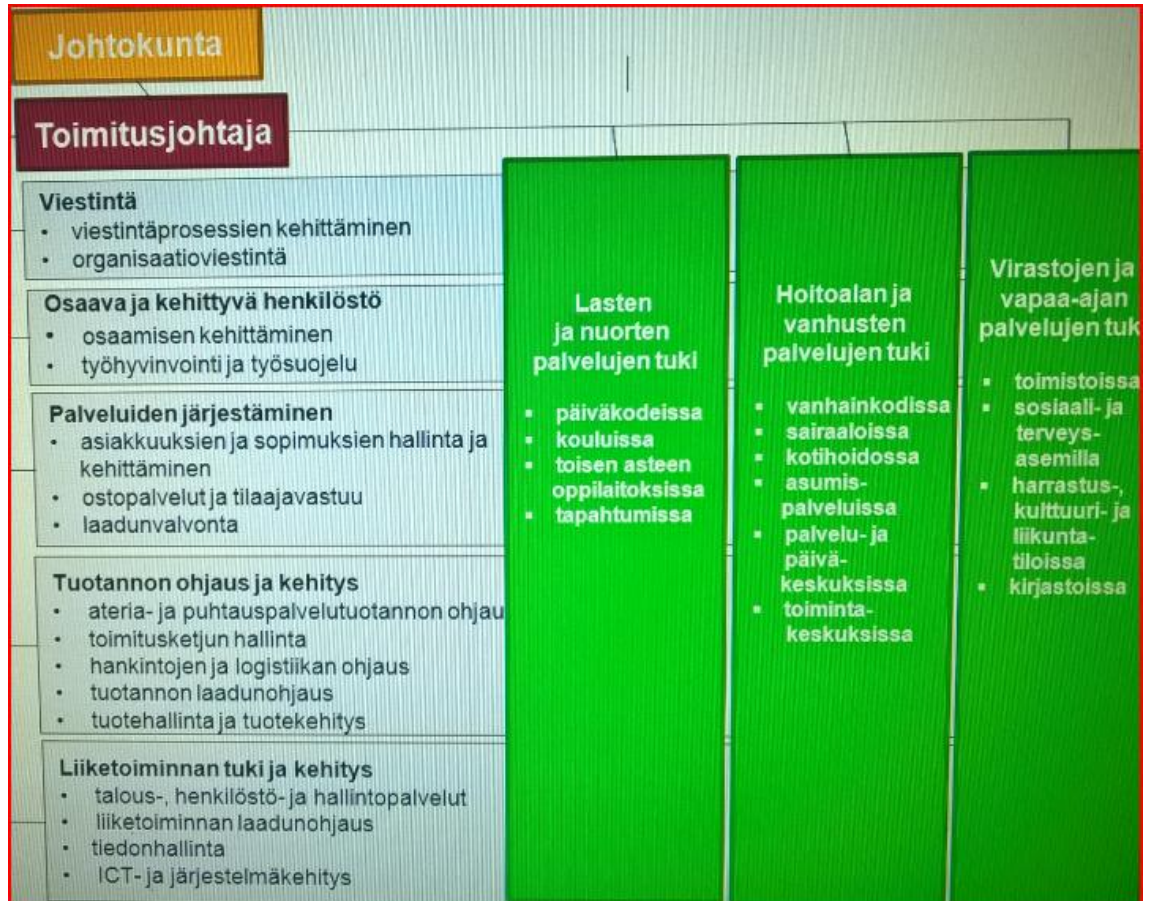 Johtokunta
Toimitusjohtaja
Viestintä
• viestintäprosessien kehittäminen
• organisaatioviestintä
Osaava ja kehittyvä henkilöstö
• osaamisen kehittäminen
• työhyvinvointi ja työsuojelu
Palveluiden järjestäminen
• asiakkuuksien ja sopimuksien hallinta ja
kehittäminen
• ostopalvelut ja tilaajavastuu
• laadunvalvonta
Tuotannon ohjaus ja kehitys
• ateria- ja puhtauspalvelutuotannon ohjau
• toimitusketjun hallinta
• hankintojen ja logistiikan ohjaus
• tuotannon laadunohjaus
• tuotehallinta ja tuotekehitys
Liiketoiminnan tuki ja kehitys
• talous-, henkilöstö- ja hallintopalvelut
• liiketoiminnan laadunohjaus
• tiedonhallinta
• ICT- ja järjestelmäkehitys
Lasten
ja nuorten
palvelujen tuki
▪ päiväkodeissa
▪ kouluissa
▪ toisen asteen
oppilaitoksissa
▪ tapahtumissa
Hoitoalan ja
vanhusten
palvelujen tuki
▪ vanhainkodissa
▪ sairaaloissa
▪ kotihoidossa
▪ asumis-
palveluissa
▪ palvelu- ja
päivä-
keskuksissa
▪ toiminta-
keskuksissa
Virastojen ja
vapaa-ajan
palvelujen tuk
▪ toimistoissa
▪ sosiaali- ja
terveys-
asemilla
▪ harrastus-,
kulttuuri- ja
liikunta-
tiloissa
▪ kirjastoissa